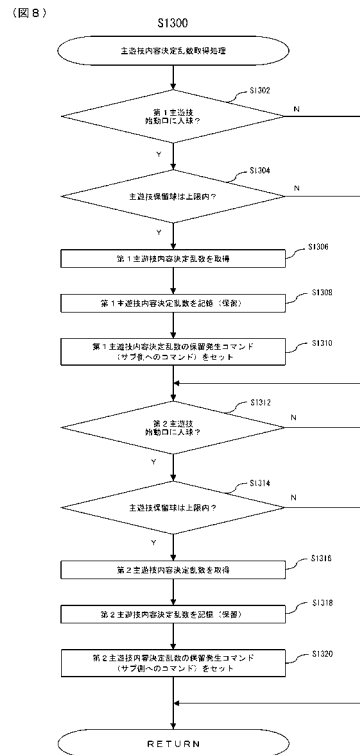 （図８）
S1300
主遊技内容決定乱数取得処理
S1302
第１主遊技
始動口に入球？
N
Y
S1304
主遊技保留球は上限内？
N
Y
S1306
第１主遊技内容決定乱数を取得
S1308
第１主遊技内容決定乱数を記憶（保留）
S1310
第１主遊技内容決定乱数の保留発生コマンド
（サブ側へのコマンド）をセット
S1312
第２主遊技
始動口に入球？
N
Y
S1314
主遊技保留球は上限内？
N
Y
S1316
第２主遊技内容決定乱数を取得
S1318
第２主遊技内容決定乱数を記憶（保留）
S1320
第２主遊技内容決定乱数の保留発生コマンド
（サブ側へのコマンド）をセット
RETURN